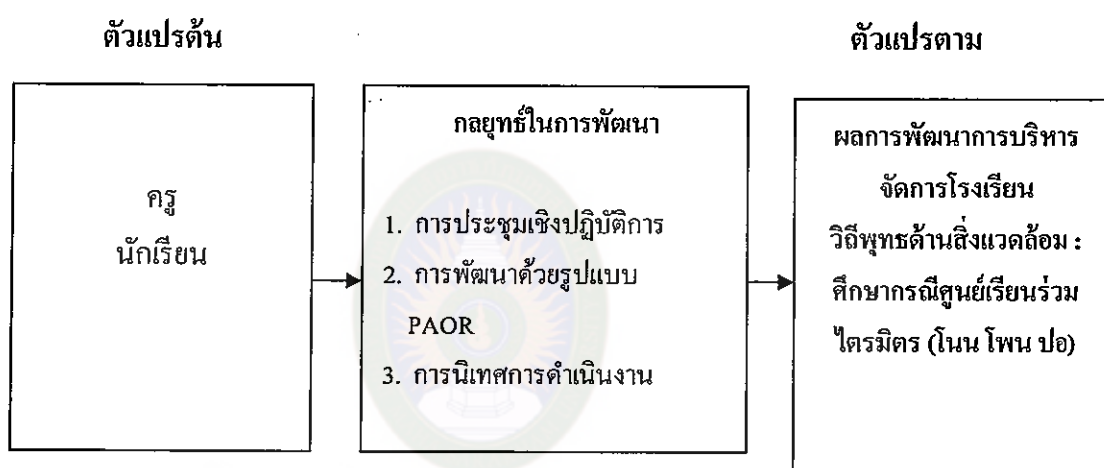 ตัวแปรต้น
ตัวแปรตาม
ครู
นักเรียน
กลยุทธ์ในการพัฒนา
1. การประชุมเชิงปฏิบัติการ
2. การพัฒนาด้วยรูปแบบ
PAOR
3. การนิเทศการดำเนินงาน
ผลการพัฒนาการบริหาร
จัดการโรงเรียน
วิถีพุทธด้านสิ่งแวดล้อม :
ศึกษากรณีศูนย์เรียนร่วม
ไตรมิตร (โนน โพน ปอ)